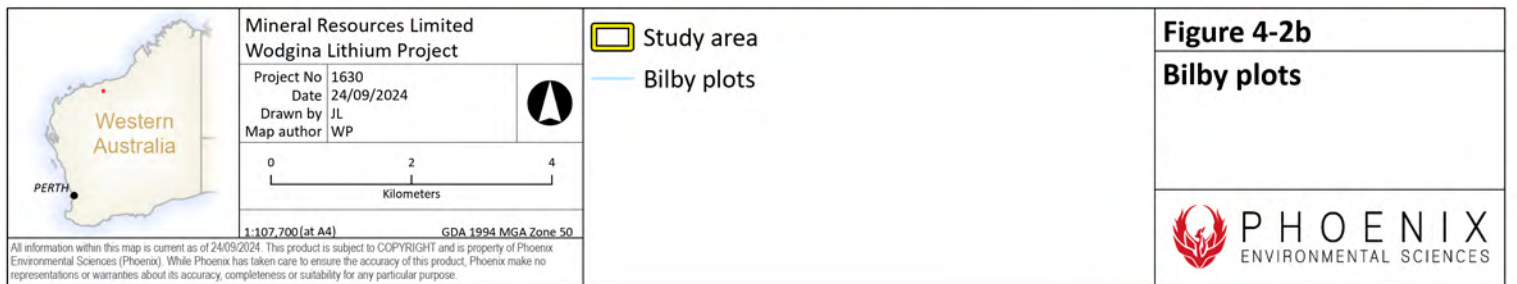 Western
Australia
PERTH
Mineral Resources Limited
Wodgina Lithium Project
Project No 1630
Date 24/09/2024
Drawn by JL
Map author WP
0 2 4
Kilometers
1:107,700 (at A4) GDA 1994 MGA Zone 50
All information within this map is current as of 24/09/2024. This product is subject to COPYRIGHT and is property of Phoenix
Environmental Sciences (Phoenix). While Phoenix has taken care to ensure the accuracy of this product, Phoenix make no
representations or warranties about its accuracy, completeness or suitability for any particular purpose.
Study area
Bilby plots
Figure 4-2b
Bilby plots
PHOENIX
ENVIRONMENTAL SCIENCES